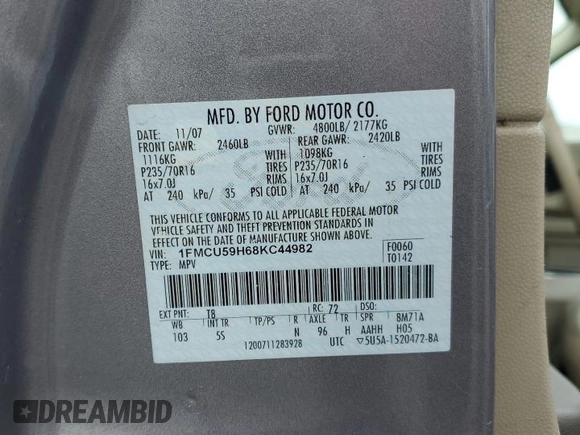 MFD. BY FORD MOTOR CO.
DATE: 11/07 GVWR: 4800LB/ 2177KG
FRONT GAWR: 2460LB REAR GAWR: 2420LB
1116KG WITH 1098KG WITH
P235/70R16 TIRES P235/70R16 TIRES
16x7.0J RIMS 16x7.0J RIMS
AT 240 kPa/ 35 PSI COLD AT 240 kPa/ 35 PSI COLD
THIS VEHICLE CONFORMS TO ALL APPLICABLE FEDERAL MOTOR
VEHICLE SAFETY AND THEFT PREVENTION STANDARDS IN
EFFECT ON THE DATE OF MANUFACTURE SHOWN ABOVE.
VIN: 1FMCU59H68KC44982 F0060
TYPE: MPV T0142
EXT PNT: T8 RC: 72 DSO:
WB INT TR TP/PS R AXLE TR SPR 8M71A
103 5S N 96 H AAHH H05
1200711283928 UTC ▽5U5A-1520472-BA
DREAMBID